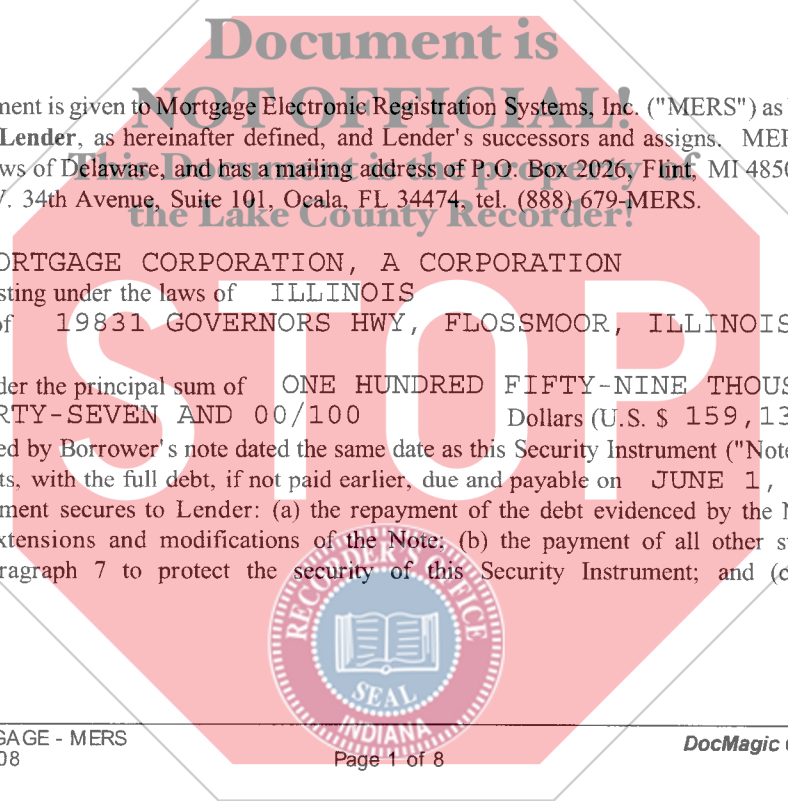 Document is
NOT OFFICIAL!
ment is given to Mortgage Electronic Registration Systems, Inc. ("MERS") as
Lender, as hereinafter defined, and Lender's successors and assigns. MER
ws of Delaware, and has a mailing address of P.O. Box 2026, Flint, MI 4850
This Document is the property of
V. 34th Avenue, Suite 101, Ocala, FL 34474, tel. (888) 679-MERS.
the Lake County Recorder!
ORTGAGE CORPORATION, A CORPORATION
sting under the laws of ILLINOIS
of 19831 GOVERNORS HWY, FLOSSMOOR, ILLINOIS
STOP
der the principal sum of ONE HUNDRED FIFTY-NINE THOUS
RTY-SEVEN AND 00/100 Dollars (U.S. $ 159,13
ed by Borrower's note dated the same date as this Security Instrument ("Note
ts, with the full debt, if not paid earlier, due and payable on JUNE 1,
ment secures to Lender: (a) the repayment of the debt evidenced by the N
xtensions and modifications of the Note; (b) the payment of all other su
ragraph 7 to protect the security of this Security Instrument; and (c
RECORDER'S OFFICE
SEAL
INDIANA
GAGE - MERS
08
Page 1 of 8
DocMagic